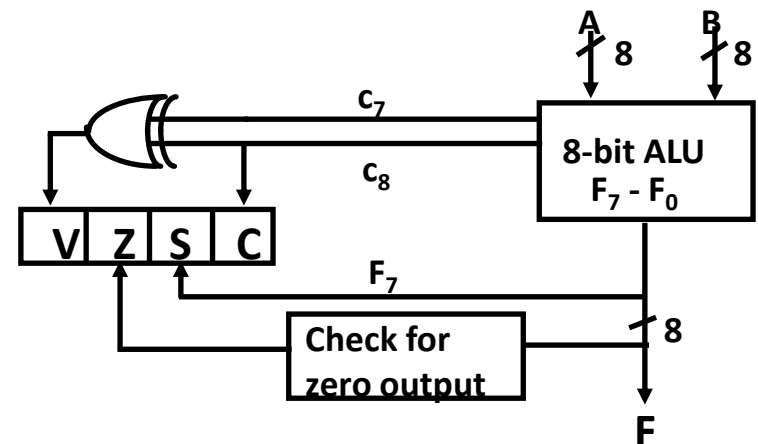 A B
8 8
c₇
8-bit ALU
c₈
F₇ - F₀
V Z S C
F₇
8
Check for
zero output
F